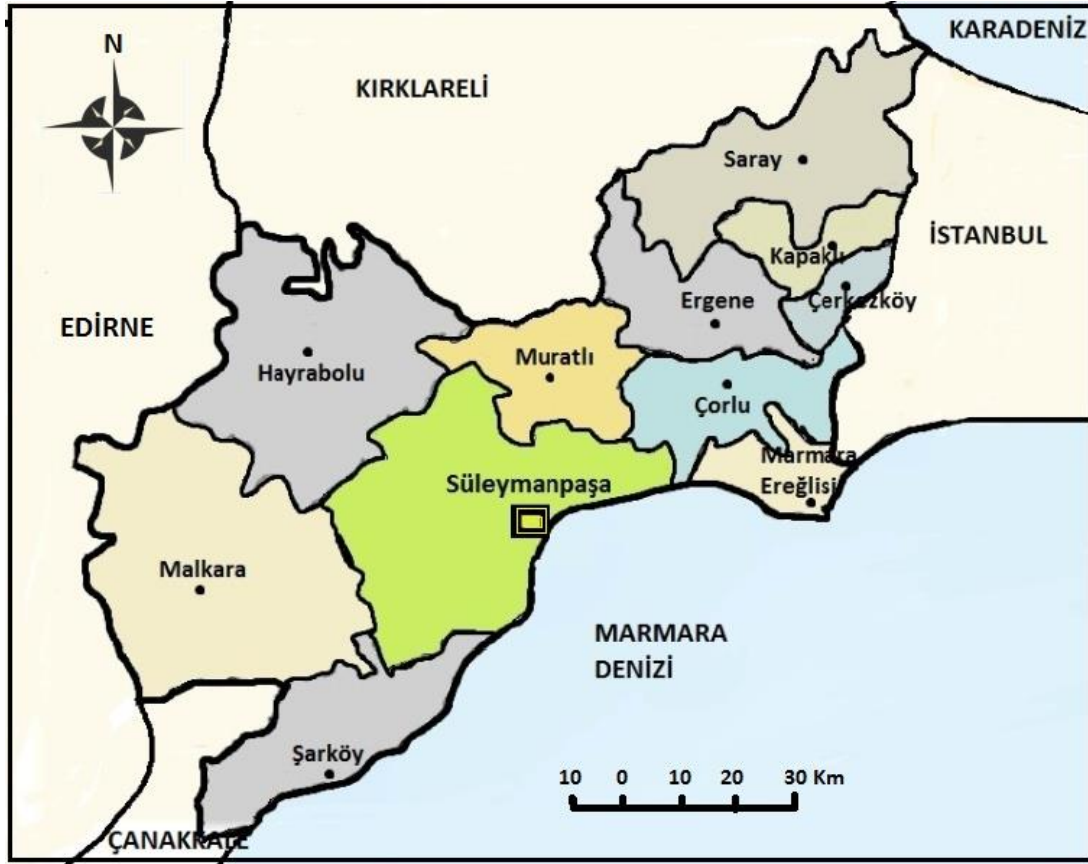 KARADENİZ
N
KIRKLARELİ
Saray
İSTANBUL
Kapaklı
Ergene
Çerkezköy
EDİRNE
Muratlı
Hayrabolu
Çorlu
Marmara
Ereğlisi
Süleymanpaşa
Malkara
MARMARA
DENİZİ
Şarköy
10 0 10 20 30 Km
ÇANAKKALE